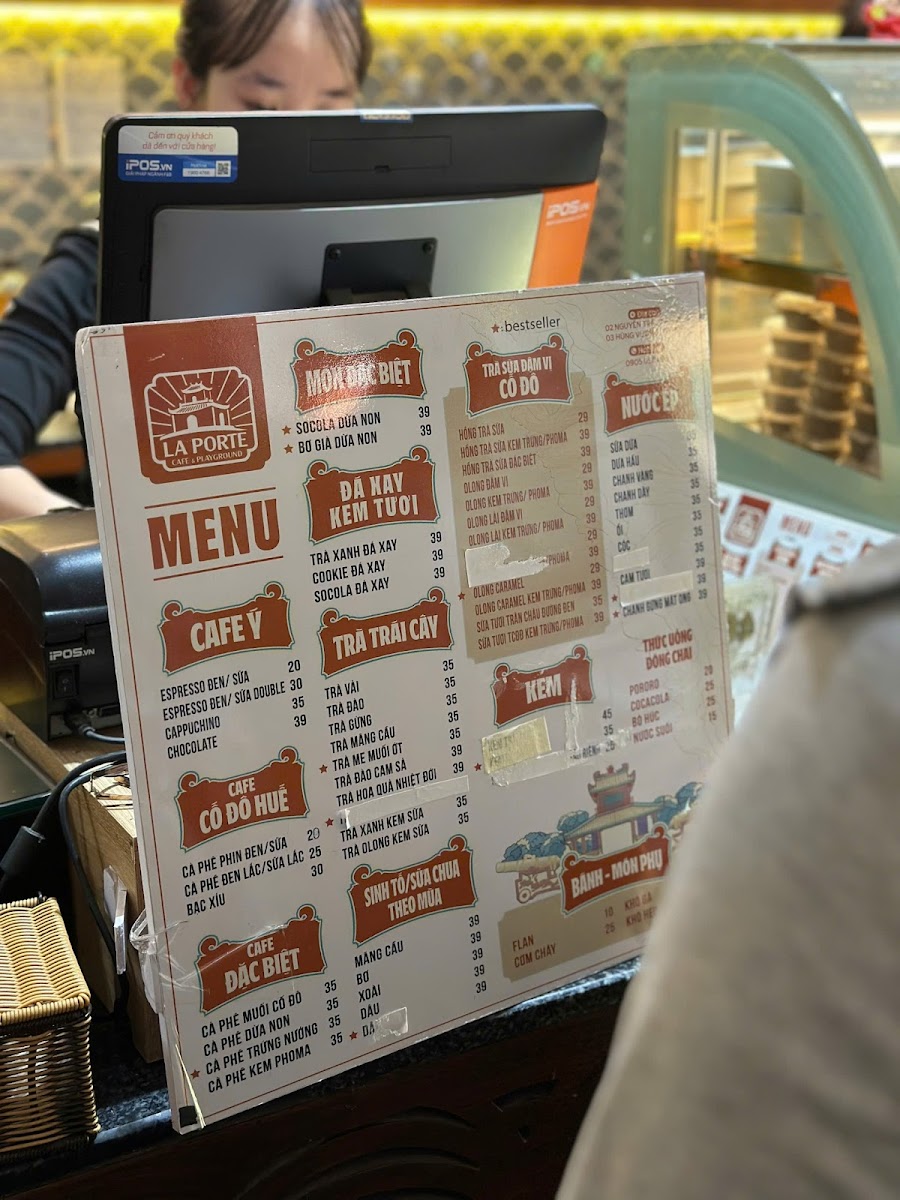 Cảm ơn quý khách
đã đến với cửa hàng!
iPOS.VN
iPOS.VN
iPOS.VN
LA PORTE
CAFE & PLAYGROUND
MENU
CAFE Ý
ESPRESSO ĐEN/ SỮA 20
ESPRESSO ĐEN/ SỮA DOUBLE 30
CAPPUCHINO 35
CHOCOLATE 39
CAFE
CỐ ĐÔ HUẾ
CÀ PHÊ PHIN ĐEN/SỮA 20
CÀ PHÊ ĐEN LẮC/SỮA LẮC 25
BẠC XỈU 30
CAFE
ĐẶC BIỆT
CÀ PHÊ MUỐI CỐ ĐÔ 35
CÀ PHÊ DỪA NON 35
CÀ PHÊ TRỨNG NƯỚNG 35
CÀ PHÊ KEM PHOMA 35
MÓN ĐẶC BIỆT
SOCOLA DỪA NON 39
BƠ GIÀ DỪA NON 39
ĐÁ XAY
KEM TƯƠI
TRÀ XANH ĐÁ XAY 39
COOKIE ĐÁ XAY 39
SOCOLA ĐÁ XAY 39
TRÀ TRÁI CÂY
TRÀ VẢI 35
TRÀ ĐÀO 35
TRÀ GỪNG 35
TRÀ MÃNG CẦU 35
TRÀ ME MUỐI ỚT 35
TRÀ ĐÀO CAM SẢ 39
TRÀ HOA QUẢ NHIỆT ĐỚI 39
TRÀ XANH KEM SỮA 35
TRÀ OLONG KEM SỮA 35
SINH TỐ/SỮA CHUA
THEO MÙA
MÃNG CẦU 39
BƠ 39
XOÀI 39
DÂU 39
★:bestseller
TRÀ SỮA ĐẬM VỊ
CỐ ĐÔ
HỒNG TRÀ SỮA 29
HỒNG TRÀ SỮA KEM TRỨNG/PHOMA 39
HỒNG TRÀ SỮA ĐẶC BIỆT 39
OLONG ĐẬM VỊ 29
OLONG KEM TRỨNG/ PHOMA 39
OLONG LÀI ĐẬM VỊ 29
OLONG LÀI KEM TRỨNG/ PHOMA 39
/PHOMA 39
OLONG CARAMEL 29
OLONG CARAMEL KEM TRỨNG/PHOMA 39
SỮA TƯƠI TRÂN CHÂU ĐƯỜNG ĐEN 35
SỮA TƯƠI TCĐĐ KEM TRỨNG/PHOMA 39
KEM
45
35
25
NƯỚC ÉP
SỮA DỪA
DƯA HẤU 35
CHANH VÀNG 35
CHANH DÂY 35
THƠM 35
ỔI 35
CÓC 35
CAM TƯƠI 39
CHANH GỪNG MẬT ONG 39
THỨC UỐNG
ĐÓNG CHAI
PORORO 20
COCACOLA 25
BÒ HÚC 25
NƯỚC SUỐI 15
BÁNH - MÓN PHỤ
FLAN 10
CƠM CHÁY 25
KHÔ GÀ
MENU